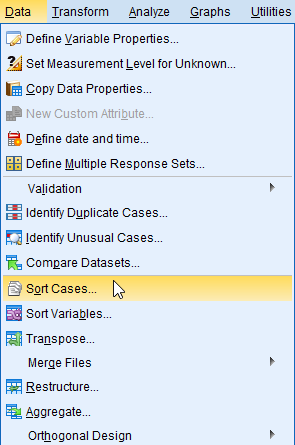 Data Transform Analyze Graphs Utilities
Define Variable Properties...
Set Measurement Level for Unknown...
Copy Data Properties...
New Custom Attribute...
Define date and time...
Define Multiple Response Sets...
Validation
Identify Duplicate Cases...
Identify Unusual Cases...
Compare Datasets...
Sort Cases...
Sort Variables...
Transpose...
Merge Files
Restructure...
Aggregate...
Orthogonal Design